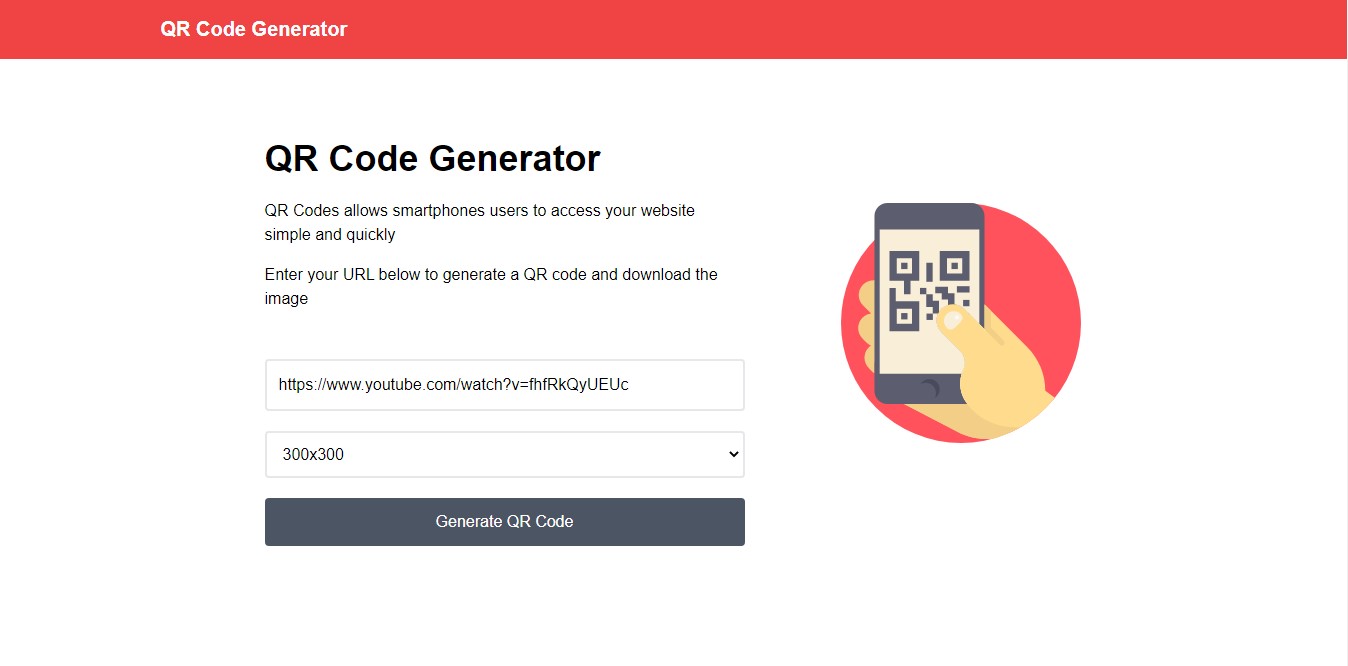 QR Code Generator
QR Code Generator
QR Codes allows smartphones users to access your website
simple and quickly
Enter your URL below to generate a QR code and download the
image
https://www.youtube.com/watch?v=fhfRkQyUEUc
300x300
Generate QR Code